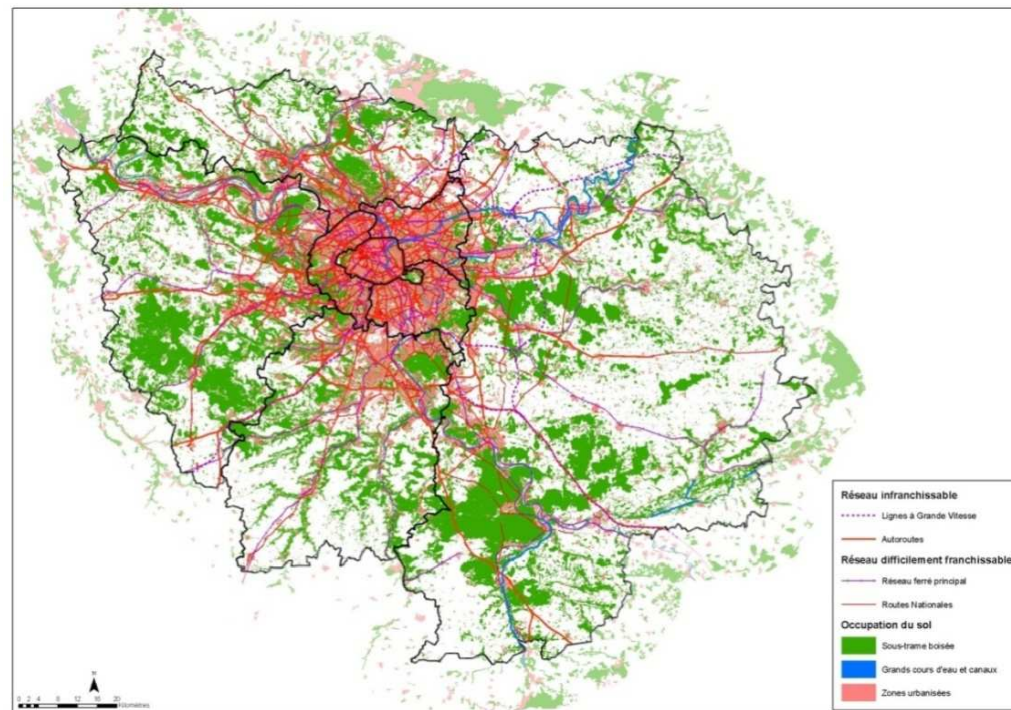 Réseau infranchissable
Lignes à Grande Vitesse
Autoroutes
Réseau difficilement franchissable
Réseau ferré principal
Routes Nationales
Occupation du sol
Sous-trame boisée
Grands cours d'eau et canaux
Zones urbanisées
N
0 2 4 8 12 16 20
Kilomètres